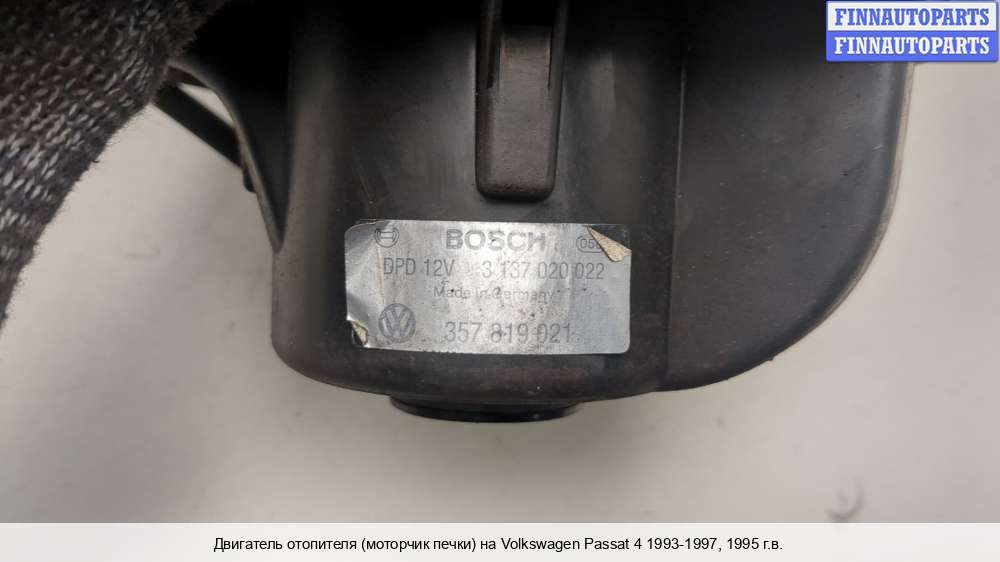 FINNAUTOPARTS
FINNAUTOPARTS
BOSCH
DPD 12V 3 137 020 022
Made in Germany
357 819 021
Двигатель отопителя (моторчик печки) на Volkswagen Passat 4 1993-1997, 1995 г.в.